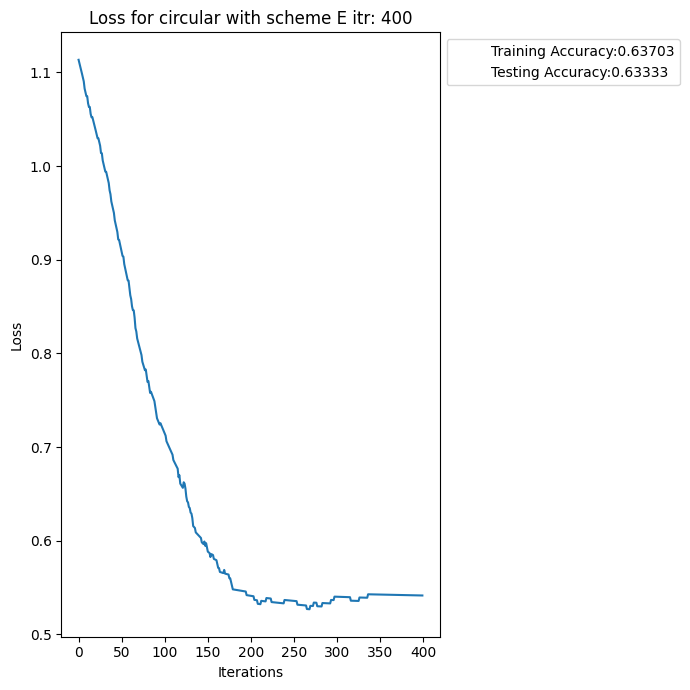 Loss for circular with scheme E itr: 400
Training Accuracy:0.63703
Testing Accuracy:0.63333
1.1
1.0
0.9
0.8
0.7
0.6
0.5
Loss
0 50 100 150 200 250 300 350 400
Iterations